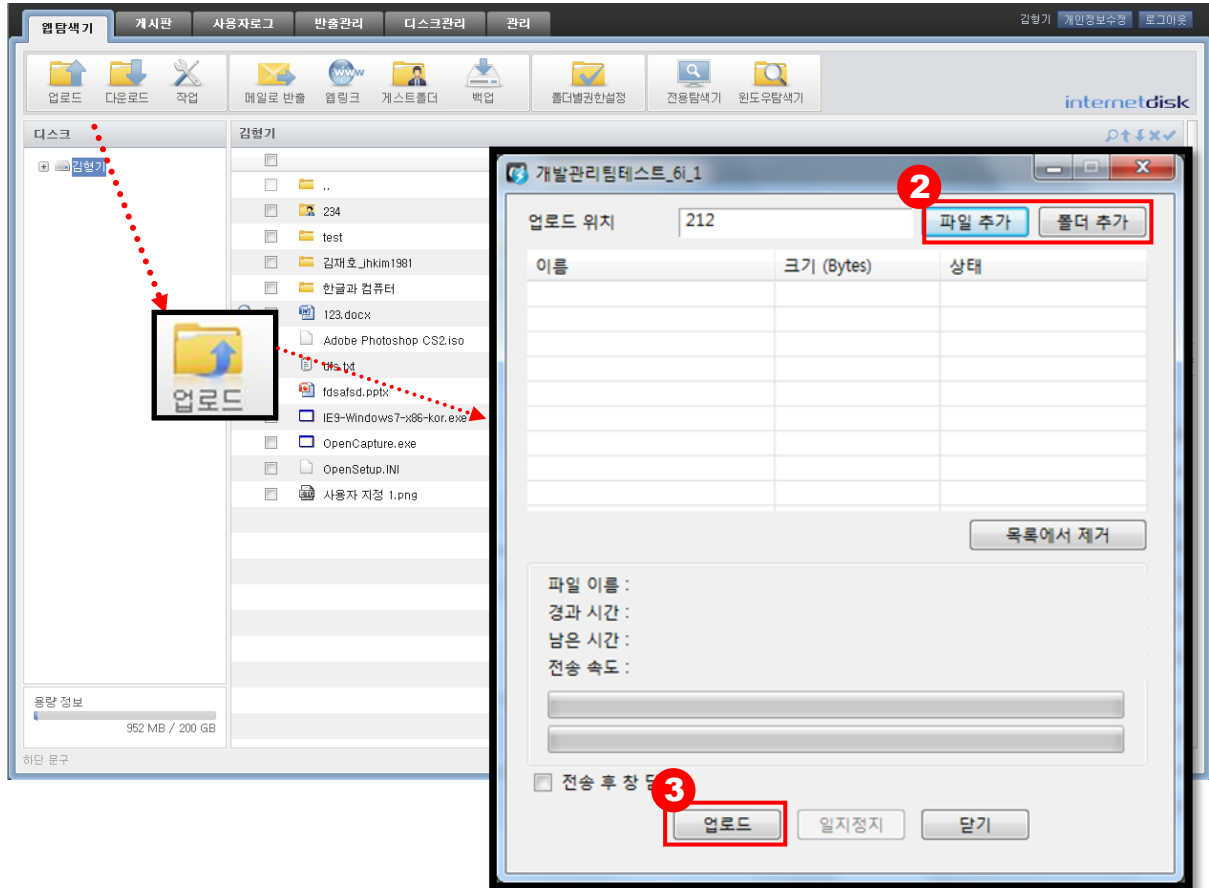 웹탐색기 게시판 사용자로그 반출관리 디스크관리 관리 김형기 개인정보수정 로그아웃
업로드 다운로드 작업 메일로 반출 웹링크 게스트폴더 백업 폴더별권한설정 전용탐색기 윈도우탐색기
internetdisk
디스크 김형기
김형기
..
234
test
김재호_jhkim1981
한글과 컴퓨터
123.docx
Adobe Photoshop CS2.iso
dfs.txt
fdsafsd.pptx
IE9-Windows7-x86-kor.exe
OpenCapture.exe
OpenSetup.INI
사용자 지정 1.png
업로드
용량 정보
952 MB / 200 GB
하단 문구
개발관리팀테스트_6i_1
2
업로드 위치 212 파일 추가 폴더 추가
이름 크기 (Bytes) 상태
목록에서 제거
파일 이름 :
경과 시간 :
남은 시간 :
전송 속도 :
전송 후 창
3
업로드 일지정지 닫기